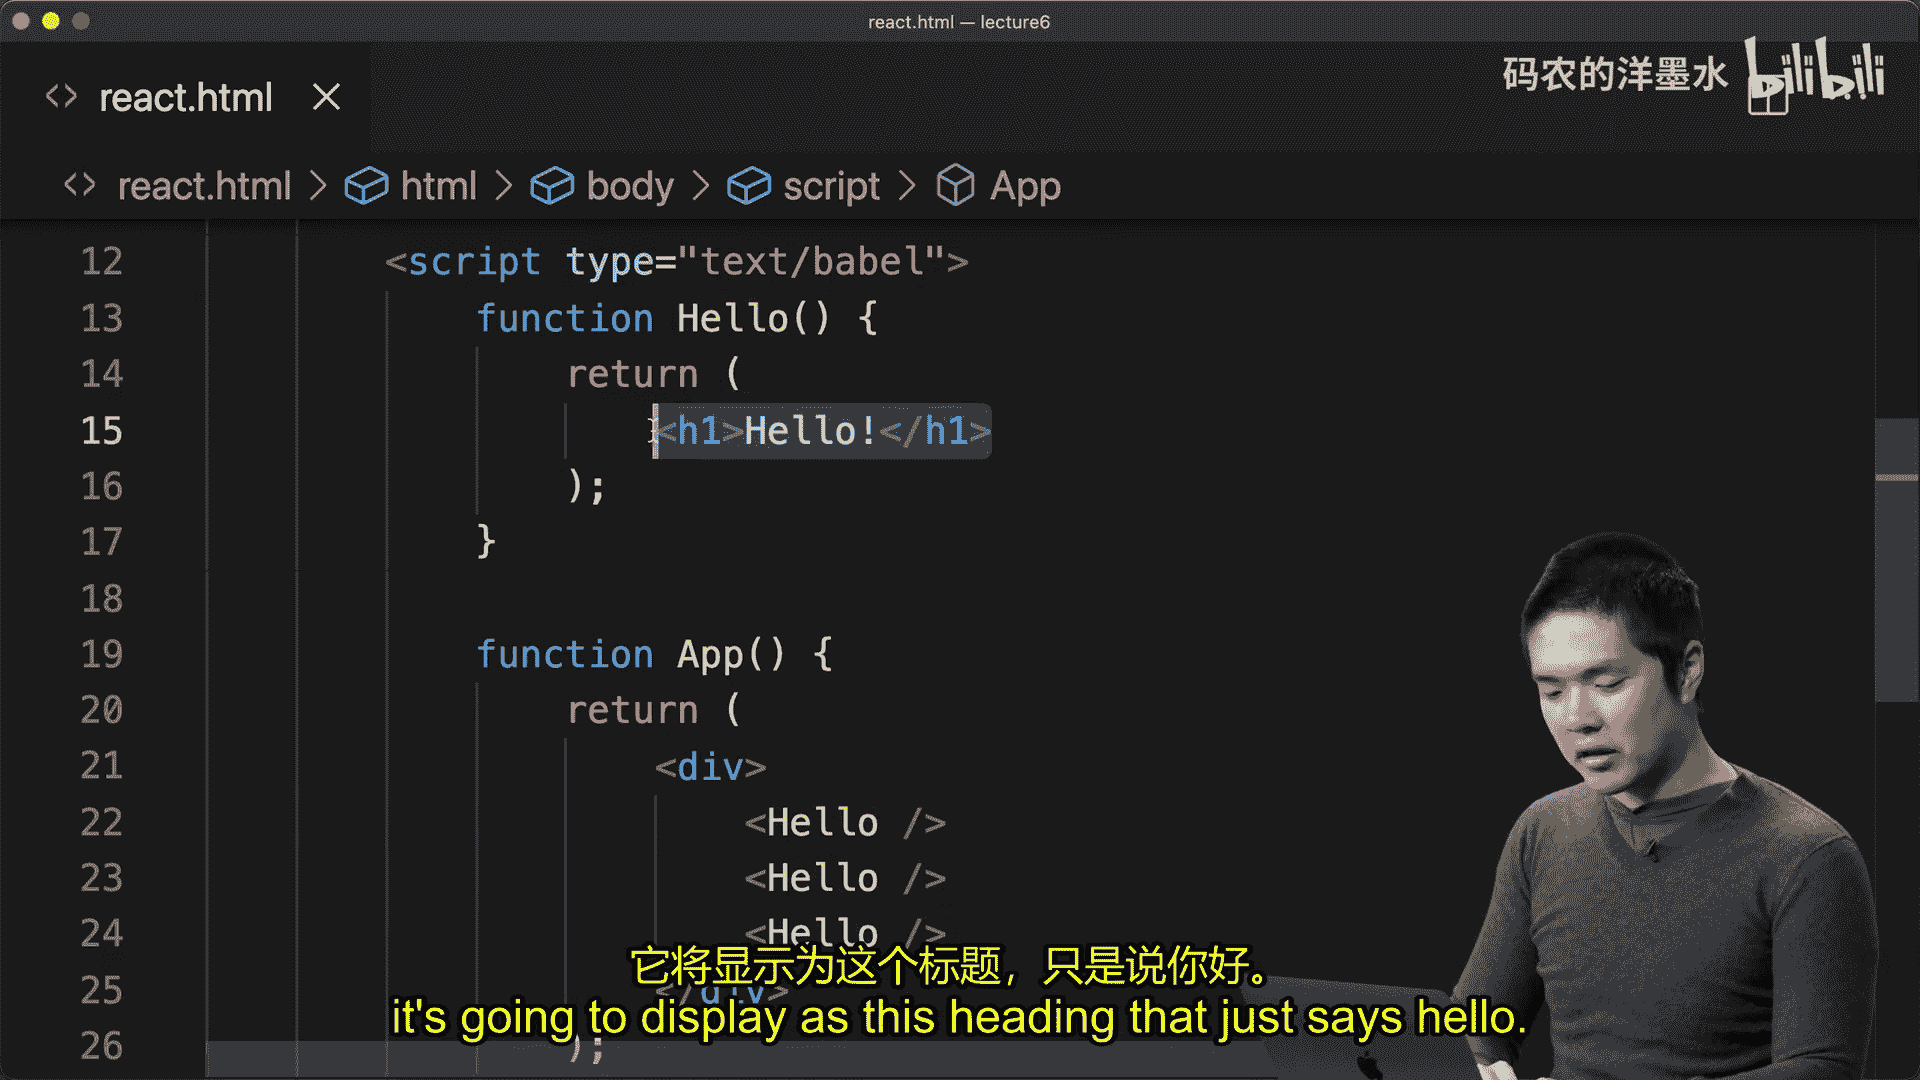 react.html — lecture6
react.html
码农的洋墨水 bilibili
react.html > html > body > script > App
12 <script type="text/babel">
13 function Hello() {
14 return (
15 <h1>Hello!</h1>
16 );
17 }
18
19 function App() {
20 return (
21 <div>
22 <Hello />
23 <Hello />
24 <Hello />
25 </div>
26 );
它将显示为这个标题，只是说你好。
it's going to display as this heading that just says hello.